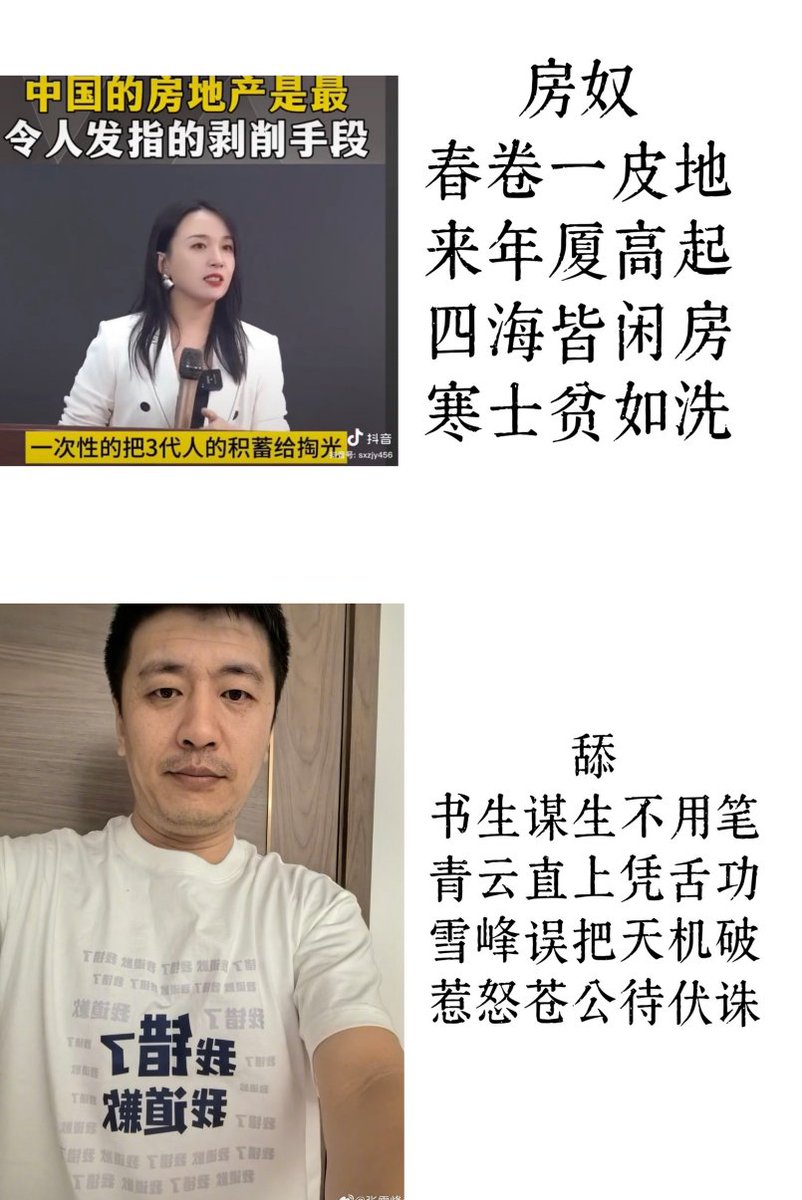 中国的房地产是最
令人发指的剥削手段
一次性的把3代人的积蓄给掏光
抖音
抖音号: sxzjy456
房奴
春卷一皮地
来年厦高起
四海皆闲房
寒士贫如洗
我错了
我道歉
舔
书生谋生不用笔
青云直上凭舌功
雪峰误把天机破
惹怒苍公待伏诛